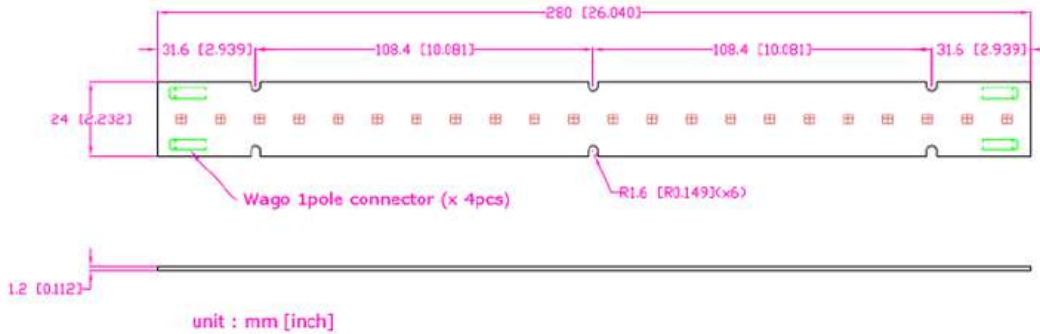 280 [26.040]
31.6 [2.939]
108.4 [10.081]
108.4 [10.081]
31.6 [2.939]
24 [2.232]
R1.6 [R0.149](x6)
Wago 1pole connector (x 4pcs)
1.2 [0.112]
unit : mm [inch]